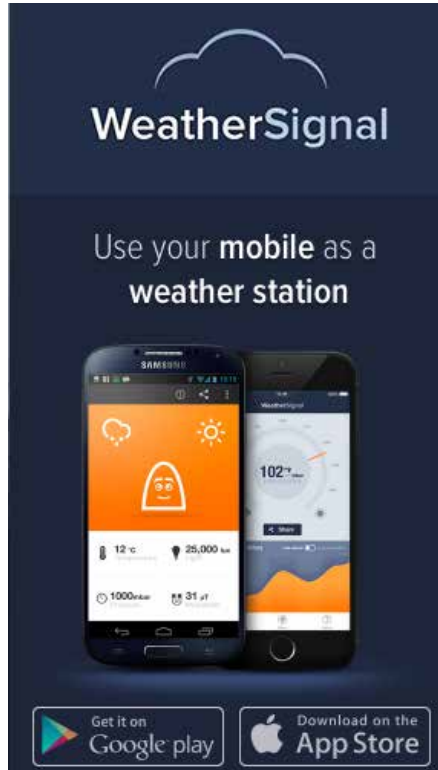 WeatherSignal
Use your mobile as a
weather station
SAMSUNG
WeatherSignal
12 °C
25,000 lux
1000mbar
31 µT
102
Share
Get it on
Google play
Download on the
App Store